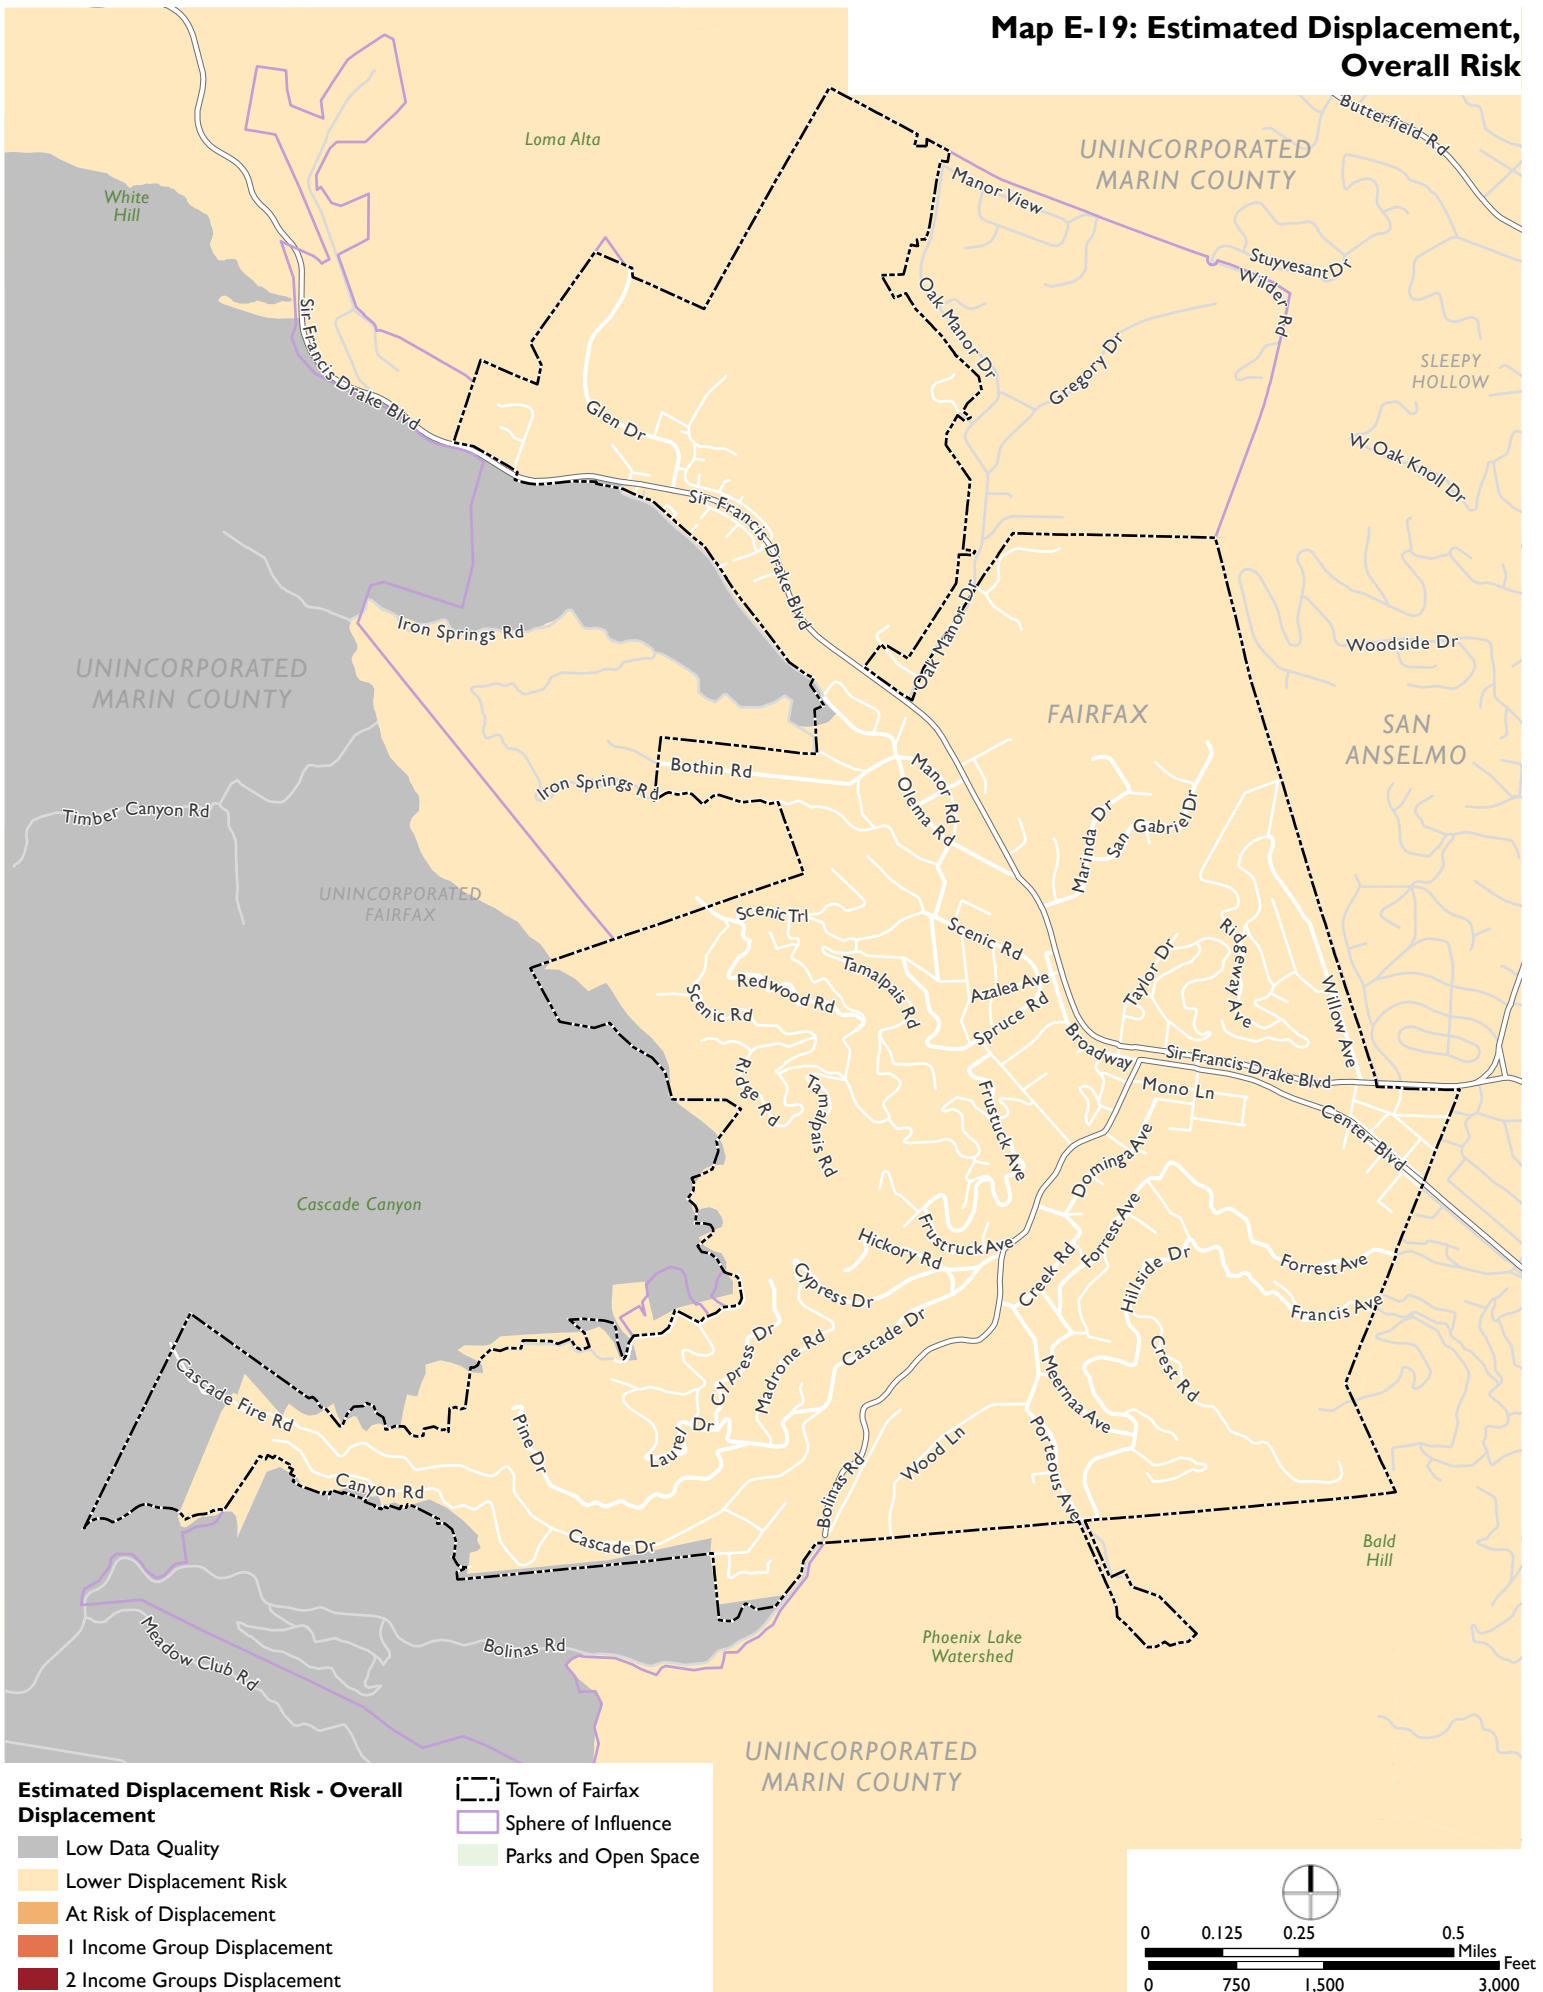 Map E-19: Estimated Displacement,
Overall Risk
Butterfield Rd
Loma Alta
UNINCORPORATED
MARIN COUNTY
White
Hill
Manor View
Stuyvesant Dr
Wilder Rd
Sir Francis Drake Blvd
Oak Manor Dr
Gregory Dr
SLEEPY
HOLLOW
Glen Dr
W Oak Knoll Dr
Sir Francis Drake Blvd
Iron Springs Rd
Oak Manor Dr
Woodside Dr
UNINCORPORATED
MARIN COUNTY
FAIRFAX
SAN
ANSELMO
Bothin Rd
Iron Springs Rd
Manor Rd
Olema Rd
Timber Canyon Rd
Marinda Dr
San Gabriel Dr
UNINCORPORATED
FAIRFAX
Scenic Trl
Scenic Rd
Ridgeway Ave
Taylor Dr
Tamalpais Rd
Redwood Rd
Azalea Ave
Scenic Rd
Spruce Rd
Willow Ave
Broadway
Sir Francis Drake Blvd
Ridge Rd
Tamalpais Rd
Mono Ln
Frustuck Ave
Center Blvd
Dominga Ave
Cascade Canyon
Forrest Ave
Frustruck Ave
Hickory Rd
Creek Rd
Hillside Dr
Forrest Ave
Cypress Dr
Francis Ave
Cascade Dr
Cypress Dr
Madrone Rd
Crest Rd
Cascade Fire Rd
Meernaa Ave
Pine Dr
Laurel Dr
Porteous Ave
Wood Ln
Canyon Rd
Bolinas Rd
Cascade Dr
Bald
Hill
Meadow Club Rd
Bolinas Rd
Phoenix Lake
Watershed
UNINCORPORATED
MARIN COUNTY
Estimated Displacement Risk - Overall
Displacement
Low Data Quality
Lower Displacement Risk
At Risk of Displacement
1 Income Group Displacement
2 Income Groups Displacement
Town of Fairfax
Sphere of Influence
Parks and Open Space
0 0.125 0.25 0.5
Miles
Feet
0 750 1,500 3,000